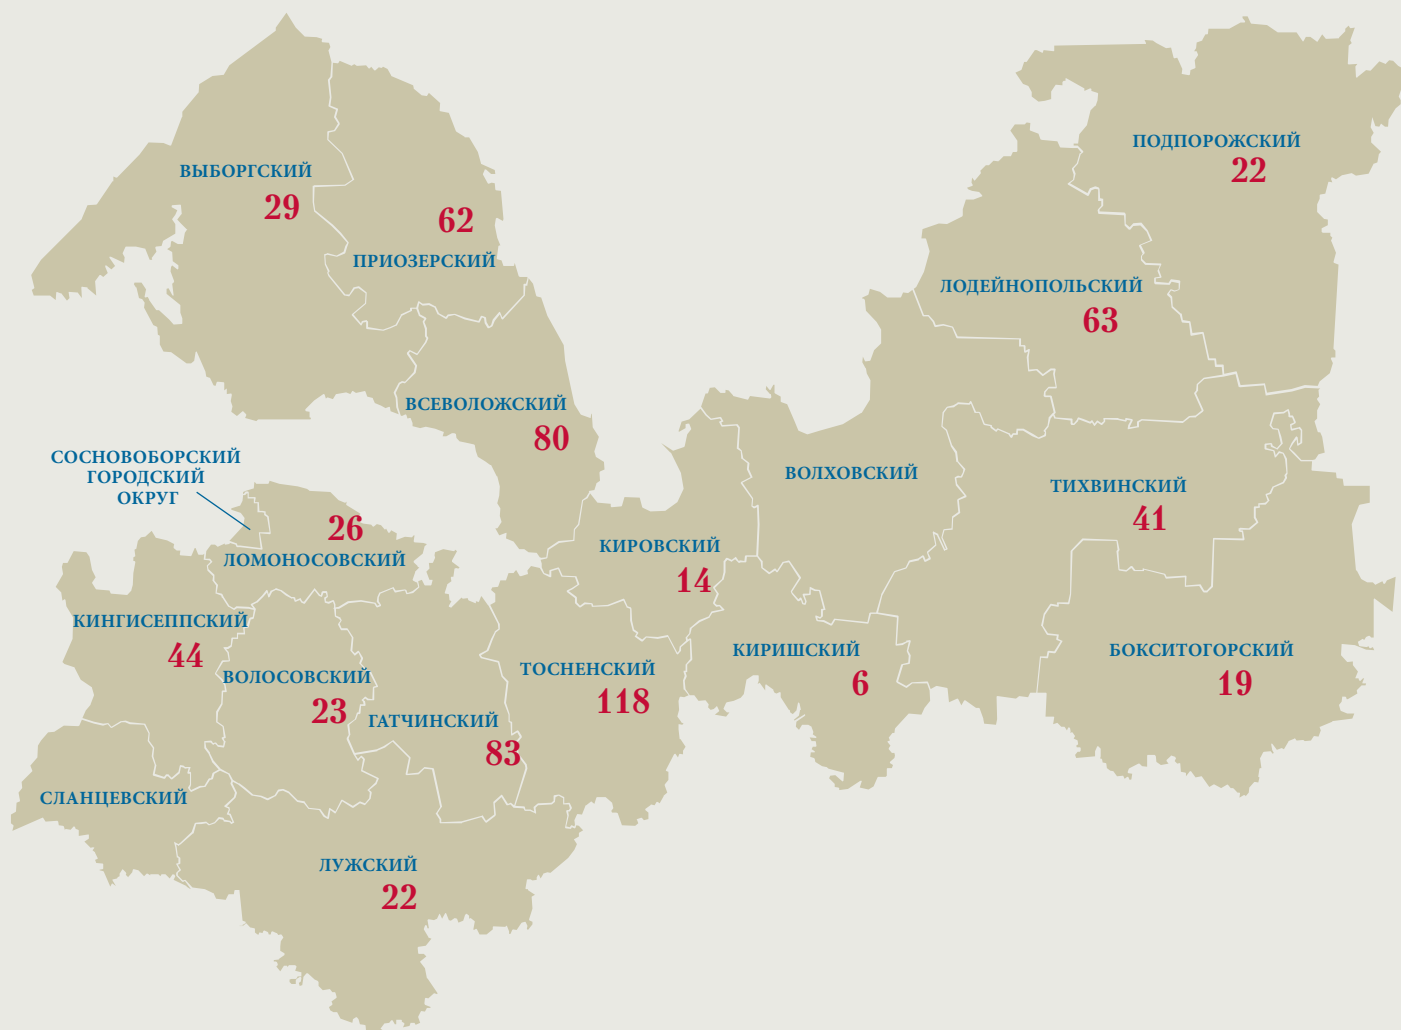 ПОДПОРОЖСКИЙ
22
ВЫБОРГСКИЙ
29
62
ПРИОЗЕРСКИЙ
ЛОДЕЙНОПОЛЬСКИЙ
63
ВСЕВОЛОЖСКИЙ
80
СОСНОВОБОРСКИЙ
ГОРОДСКИЙ
ОКРУГ
ВОЛХОВСКИЙ
ТИХВИНСКИЙ
41
26
ЛОМОНОСОВСКИЙ
КИРОВСКИЙ
14
КИНГИСЕППСКИЙ
44
ВОЛОСОВСКИЙ
23
ГАТЧИНСКИЙ
83
ТОСНЕНСКИЙ
118
КИРИШСКИЙ
6
БОКСИТОГОРСКИЙ
19
СЛАНЦЕВСКИЙ
ЛУЖСКИЙ
22